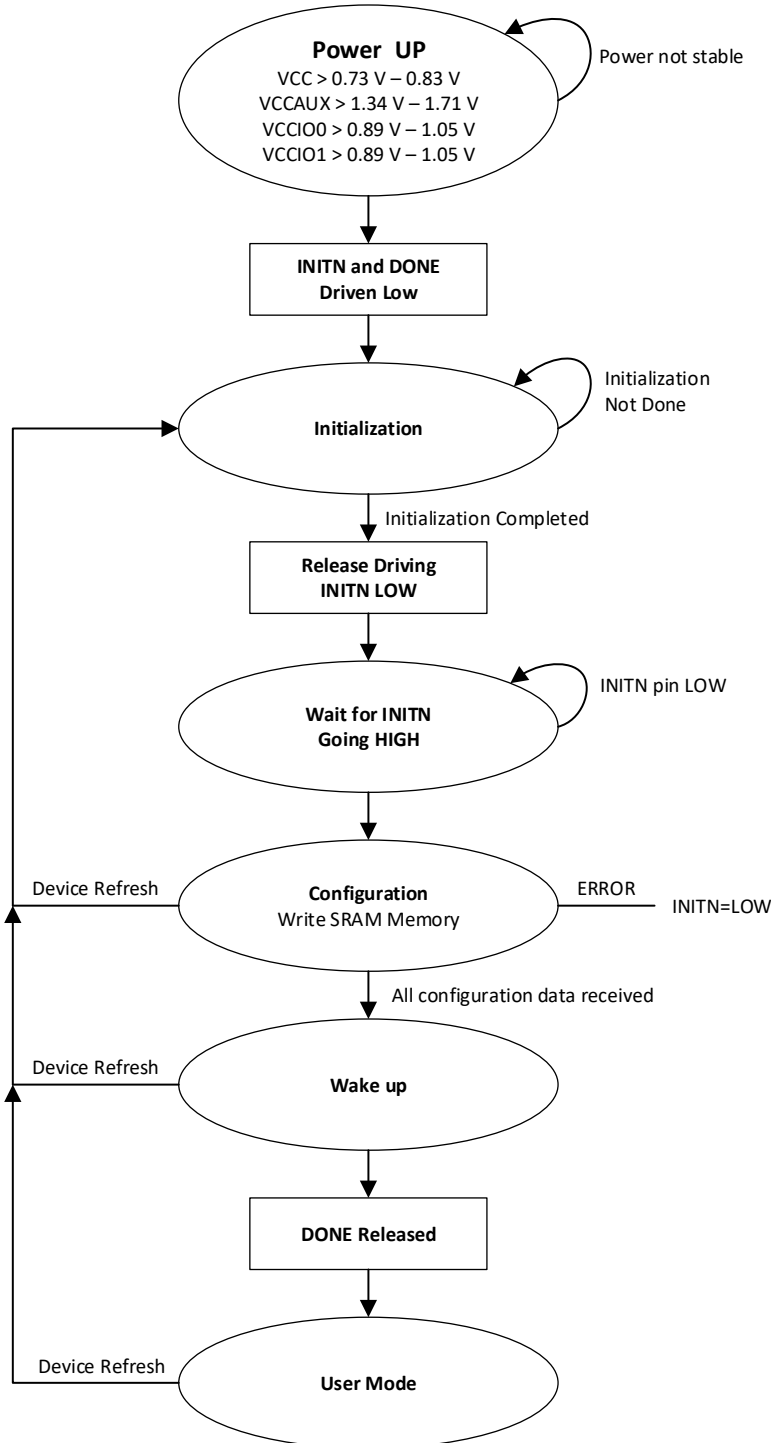 Power UP
VCC > 0.73 V – 0.83 V
VCCAUX > 1.34 V – 1.71 V
VCCIO0 > 0.89 V – 1.05 V
VCCIO1 > 0.89 V – 1.05 V
Power not stable
INITN and DONE
Driven Low
Initialization
Initialization
Not Done
Initialization Completed
Release Driving
INITN LOW
Wait for INITN
Going HIGH
INITN pin LOW
Device Refresh
Configuration
Write SRAM Memory
ERROR
INITN=LOW
All configuration data received
Device Refresh
Wake up
DONE Released
Device Refresh
User Mode